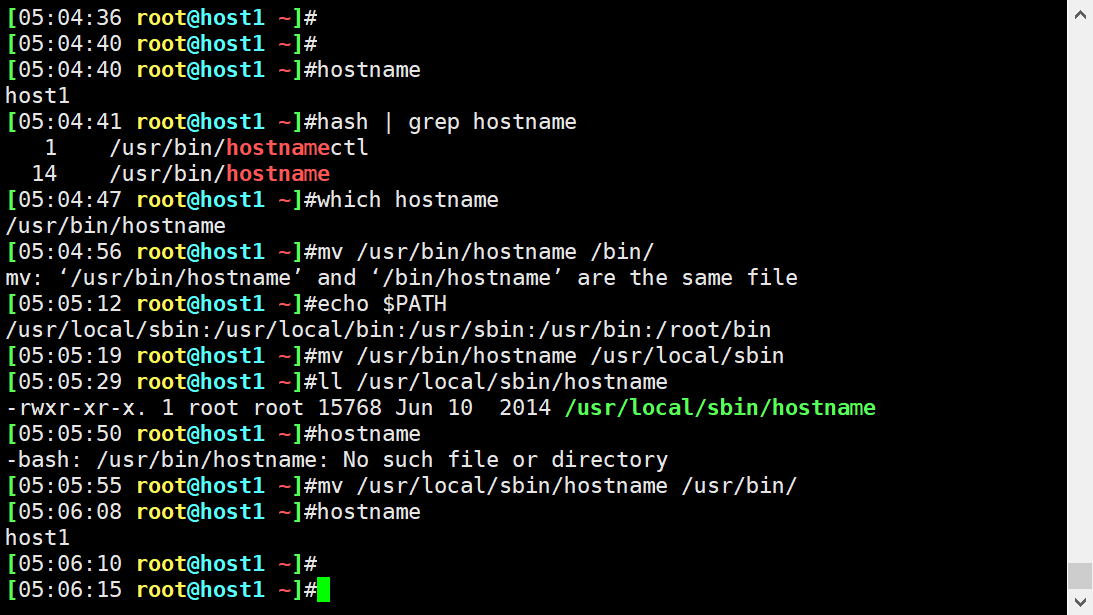 [05:04:36 root@host1 ~]#
[05:04:40 root@host1 ~]#
[05:04:40 root@host1 ~]#hostname
host1
[05:04:41 root@host1 ~]#hash | grep hostname
   1    /usr/bin/hostnamectl
  14    /usr/bin/hostname
[05:04:47 root@host1 ~]#which hostname
/usr/bin/hostname
[05:04:56 root@host1 ~]#mv /usr/bin/hostname /bin/
mv: ‘/usr/bin/hostname’ and ‘/bin/hostname’ are the same file
[05:05:12 root@host1 ~]#echo $PATH
/usr/local/sbin:/usr/local/bin:/usr/sbin:/usr/bin:/root/bin
[05:05:19 root@host1 ~]#mv /usr/bin/hostname /usr/local/sbin
[05:05:29 root@host1 ~]#ll /usr/local/sbin/hostname
-rwxr-xr-x. 1 root root 15768 Jun 10  2014 /usr/local/sbin/hostname
[05:05:50 root@host1 ~]#hostname
-bash: /usr/bin/hostname: No such file or directory
[05:05:55 root@host1 ~]#mv /usr/local/sbin/hostname /usr/bin/
[05:06:08 root@host1 ~]#hostname
host1
[05:06:10 root@host1 ~]#
[05:06:15 root@host1 ~]#